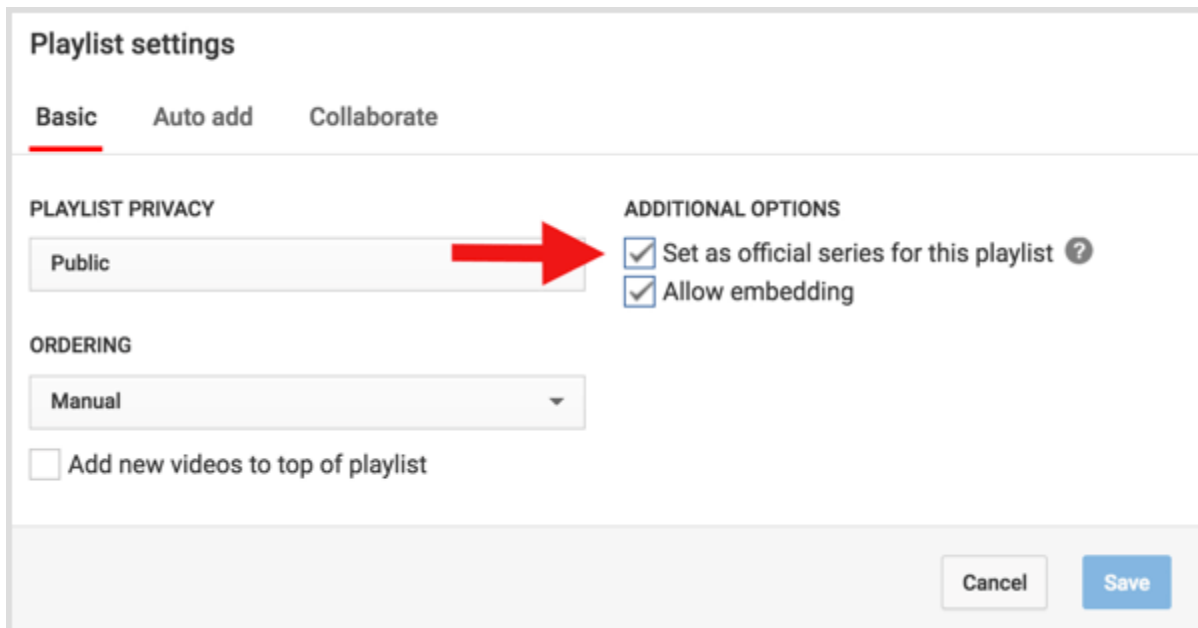 Playlist settings
Basic Auto add Collaborate
PLAYLIST PRIVACY
Public
ORDERING
Manual
Add new videos to top of playlist
ADDITIONAL OPTIONS
Set as official series for this playlist ?
Allow embedding
Cancel Save